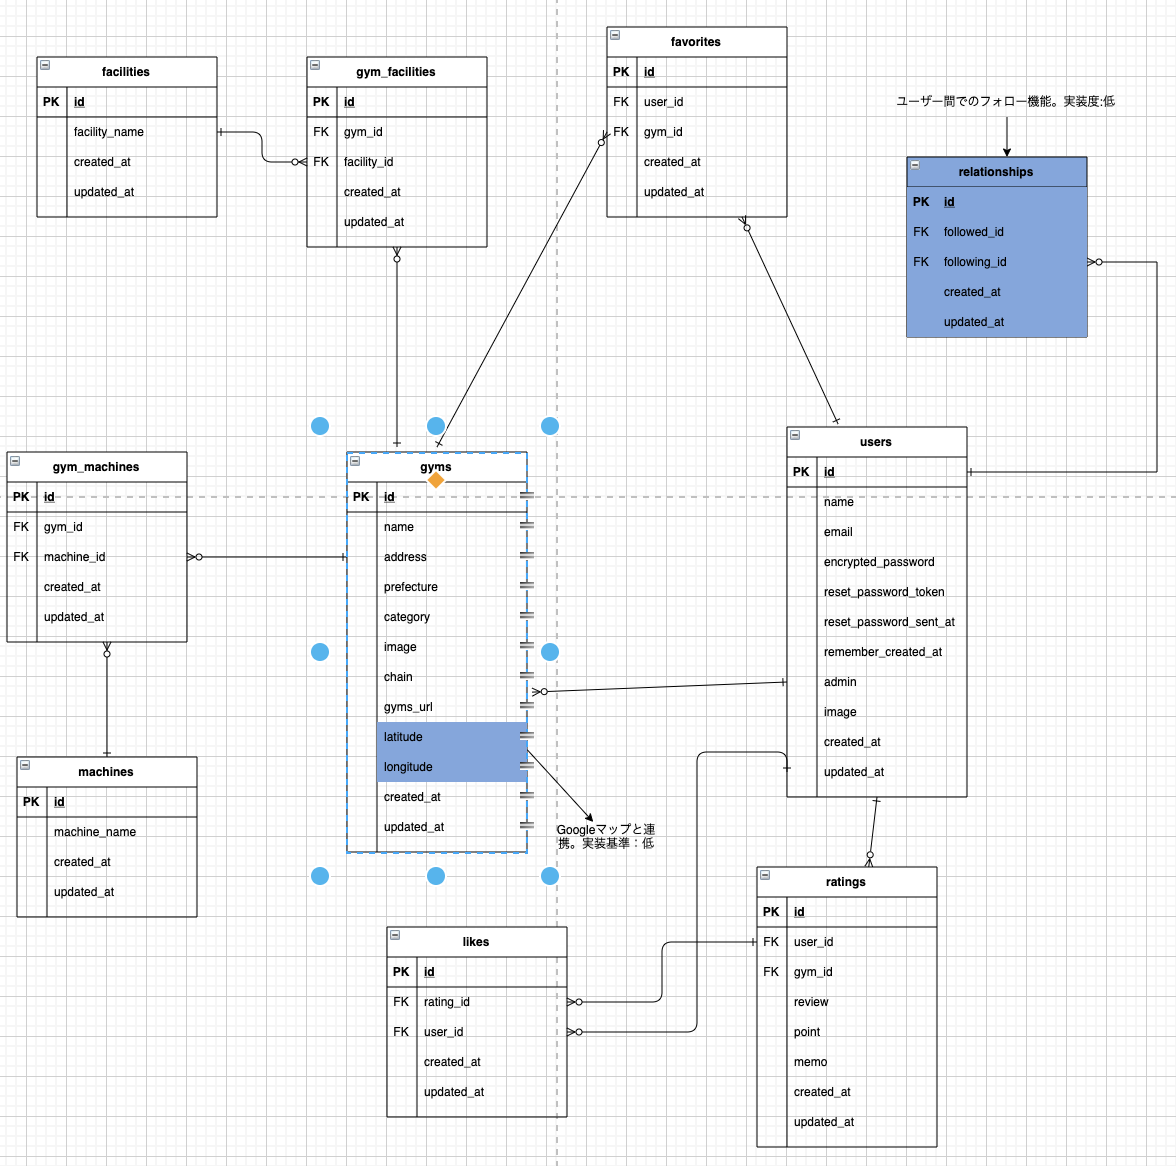 facilities
PK id
facility_name
created_at
updated_at
gym_facilities
PK id
FK gym_id
FK facility_id
created_at
updated_at
favorites
PK id
FK user_id
FK gym_id
created_at
updated_at
ユーザー間でのフォロー機能。実装度:低
relationships
PK id
FK followed_id
FK following_id
created_at
updated_at
gym_machines
PK id
FK gym_id
FK machine_id
created_at
updated_at
gyms
PK id
name
address
prefecture
category
image
chain
gyms_url
latitude
longitude
created_at
updated_at
Googleマップと連
携。実装基準：低
users
PK id
name
email
encrypted_password
reset_password_token
reset_password_sent_at
remember_created_at
admin
image
created_at
updated_at
machines
PK id
machine_name
created_at
updated_at
likes
PK id
FK rating_id
FK user_id
created_at
updated_at
ratings
PK id
FK user_id
FK gym_id
review
point
memo
created_at
updated_at